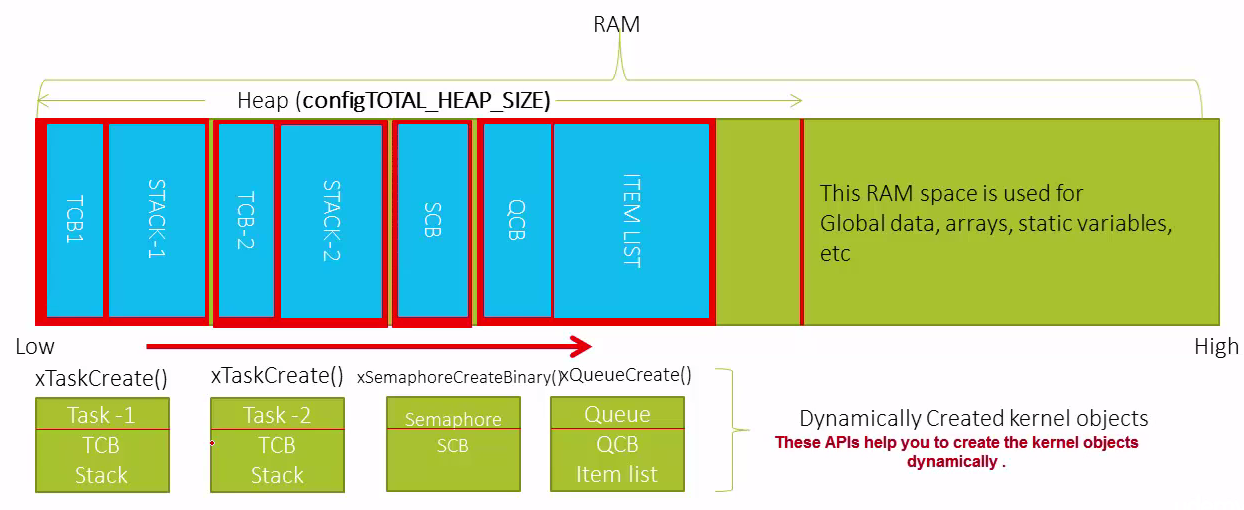 RAM
Heap (configTOTAL_HEAP_SIZE)
TCB1
STACK-1
TCB-2
STACK-2
SCB
QCB
ITEM LIST
This RAM space is used for
Global data, arrays, static variables,
etc
Low
High
xTaskCreate()
xTaskCreate()
xSemaphoreCreateBinary()
xQueueCreate()
Task -1
TCB
Stack
Task -2
TCB
Stack
Semaphore
SCB
Queue
QCB
Item list
Dynamically Created kernel objects
These APIs help you to create the kernel objects
dynamically .